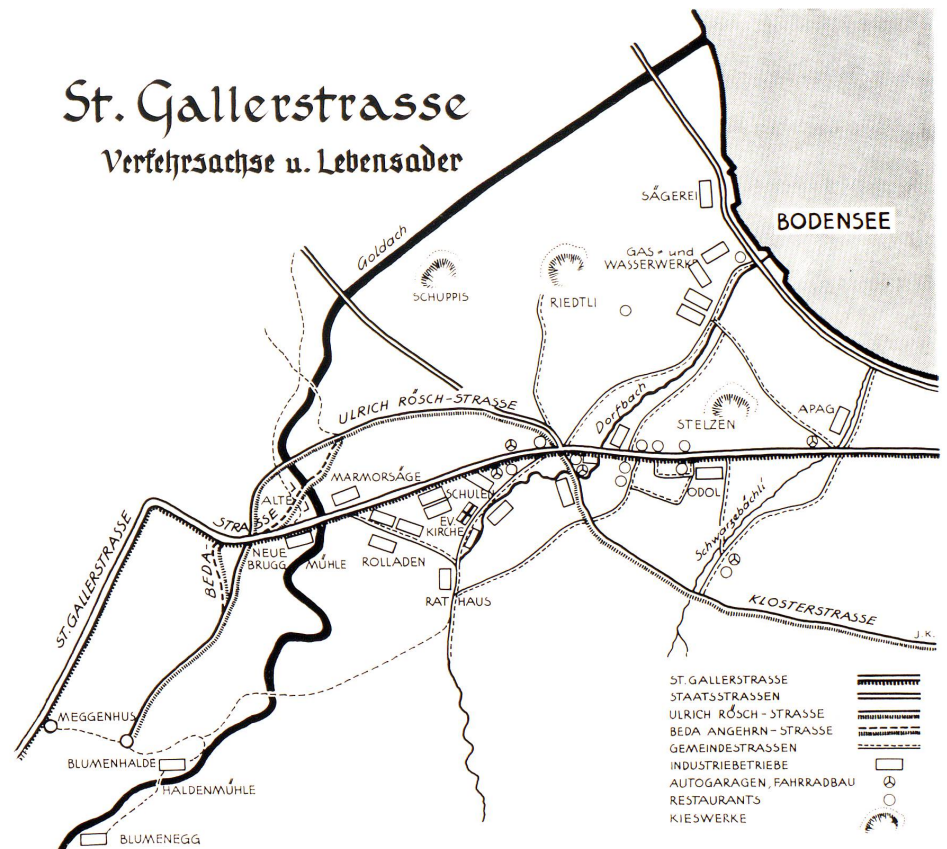 St. Gallerstrasse
Verkehrsachse u. Lebensader
BODENSEE
SÄGEREI
GAS- und
WASSERWERKE
Goldach
SCHUPPIS
RIEDTLI
ULRICH RÖSCH-STRASSE
Dorfbach
STELZEN
APAG
MARMORSÄGE
SCHULEN
ODOL
ALTE
STRASSE
EV.
KIRCHE
NEUE
BRUGG
MÜHLE
ROLLADEN
Schwarzebächli
BEDA
ST. GALLERSTRASSE
RATHAUS
KLOSTERSTRASSE
J.K.
MEGGENHUS
BLUMENHALDE
HALDENMÜHLE
BLUMENEGG
ST. GALLERSTRASSE
STAATSSTRASSEN
ULRICH RÖSCH-STRASSE
BEDA ANGEHRN-STRASSE
GEMEINDESTRASSEN
INDUSTRIEBETRIEBE
AUTOGARAGEN, FAHRRADBAU
RESTAURANTS
KIESWERKE